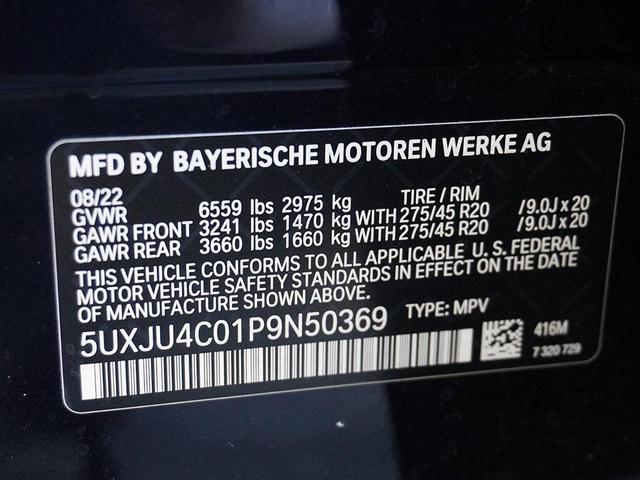 MFD BY BAYERISCHE MOTOREN WERKE AG
08/22 TIRE / RIM
GVWR 6559 lbs 2975 kg
GAWR FRONT 3241 lbs 1470 kg WITH 275/45 R20 / 9.0J x 20
GAWR REAR 3660 lbs 1660 kg WITH 275/45 R20 / 9.0J x 20
THIS VEHICLE CONFORMS TO ALL APPLICABLE U. S. FEDERAL
MOTOR VEHICLE SAFETY STANDARDS IN EFFECT ON THE DATE
OF MANUFACTURE SHOWN ABOVE.
5UXJU4C01P9N50369 TYPE: MPV
416M
7 320 729